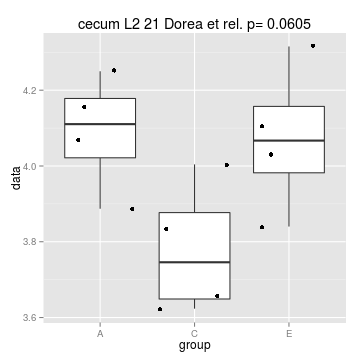 cecum L2 21 Dorea et rel. p= 0.0605
4.2
4.0
3.8
3.6
data
A C E
group